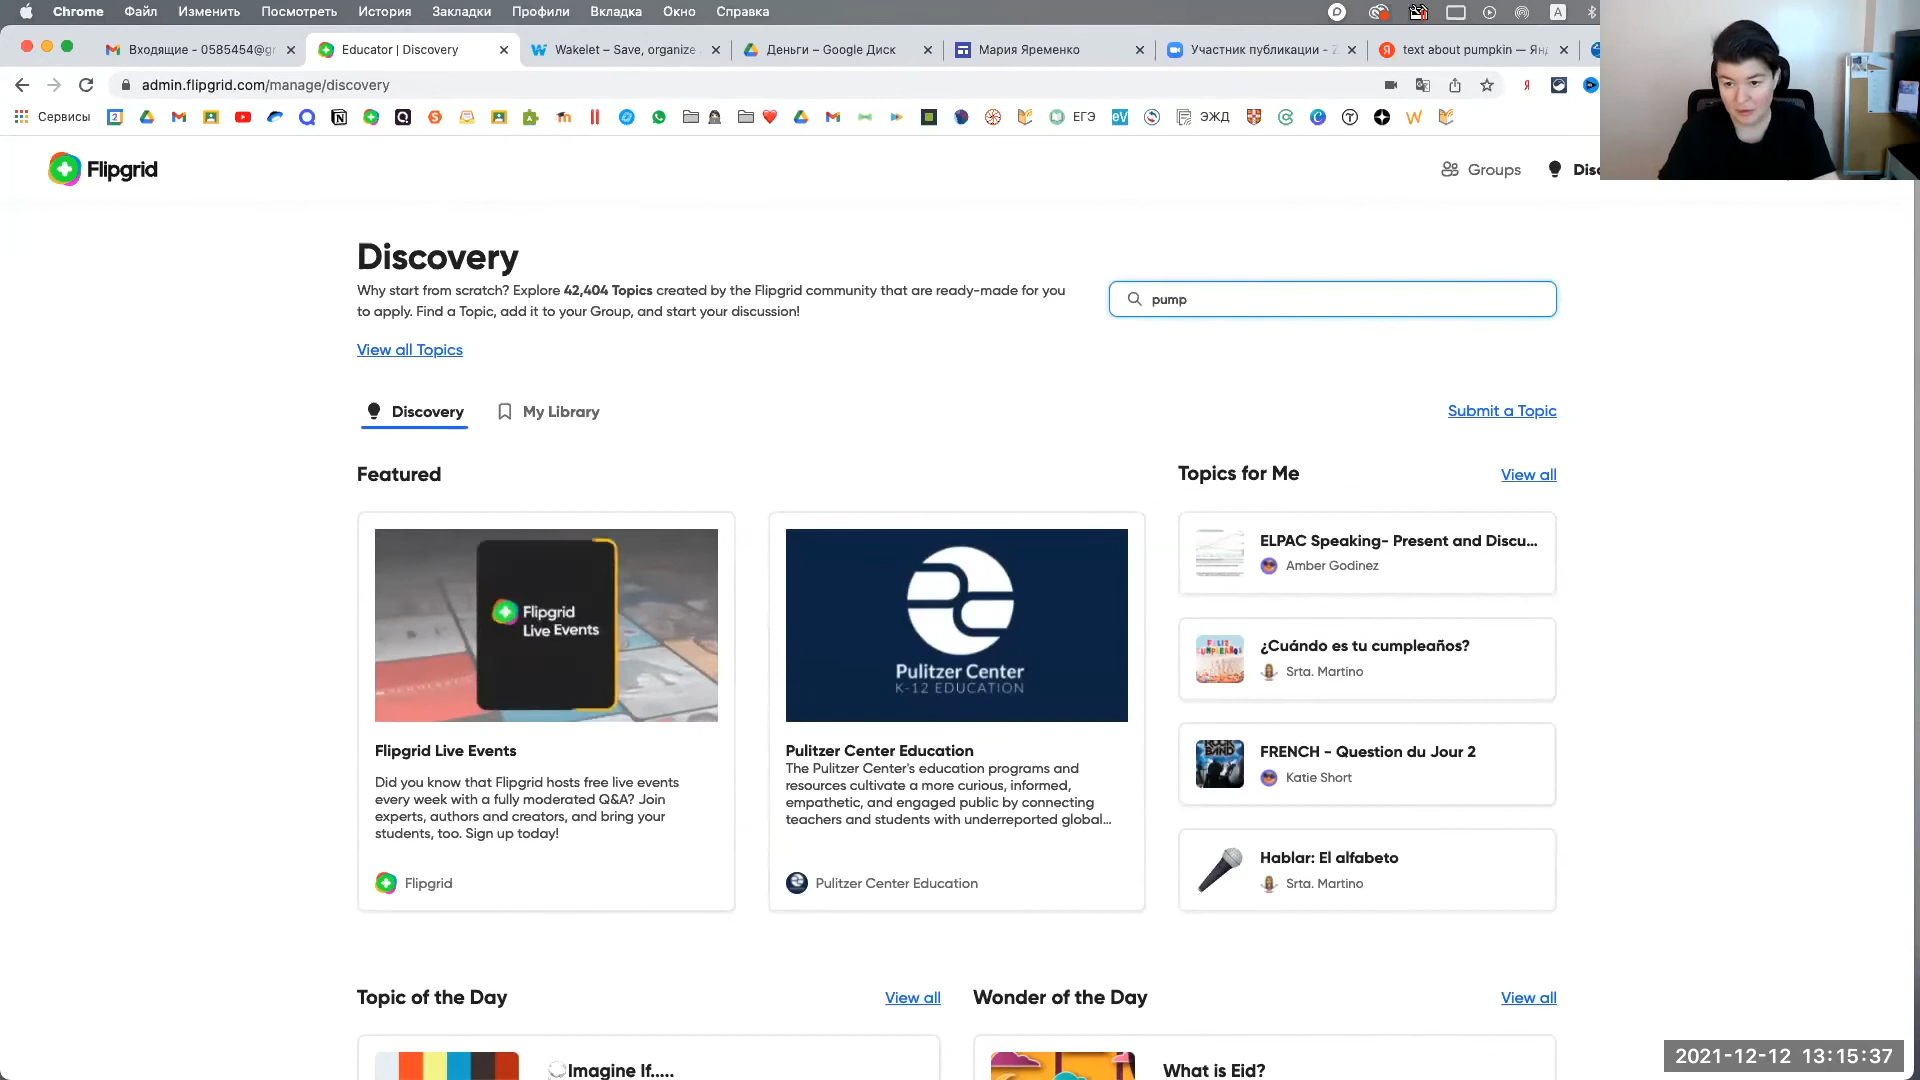 Chrome Файл Изменить Посмотреть История Закладки Профили Вкладка Окно Справка
A
Входящие - 0585454@gr
Educator | Discovery
Wakelet – Save, organize
Деньги – Google Диск
Мария Яременко
Участник публикации - Z
text about pumpkin — Ян
admin.flipgrid.com/manage/discovery
Сервисы
ЕГЭ
eV
ЭЖД
Flipgrid
Groups
Disc
Discovery
Why start from scratch? Explore 42,404 Topics created by the Flipgrid community that are ready-made for you
to apply. Find a Topic, add it to your Group, and start your discussion!
pump
View all Topics
Discovery
My Library
Submit a Topic
Featured
Topics for Me
View all
Flipgrid
Live Events
Flipgrid Live Events
Did you know that Flipgrid hosts free live events
every week with a fully moderated Q&A? Join
experts, authors and creators, and bring your
students, too. Sign up today!
Flipgrid
Pulitzer Center
K-12 EDUCATION
Pulitzer Center Education
The Pulitzer Center's education programs and
resources cultivate a more curious, informed,
empathetic, and engaged public by connecting
teachers and students with underreported global...
Pulitzer Center Education
ELPAC Speaking- Present and Discu...
Amber Godinez
¿Cuándo es tu cumpleaños?
Srta. Martino
FRENCH - Question du Jour 2
Katie Short
Hablar: El alfabeto
Srta. Martino
Topic of the Day
View all
Wonder of the Day
View all
Imagine If.....
What is Eid?
2021-12-12 13:15:37